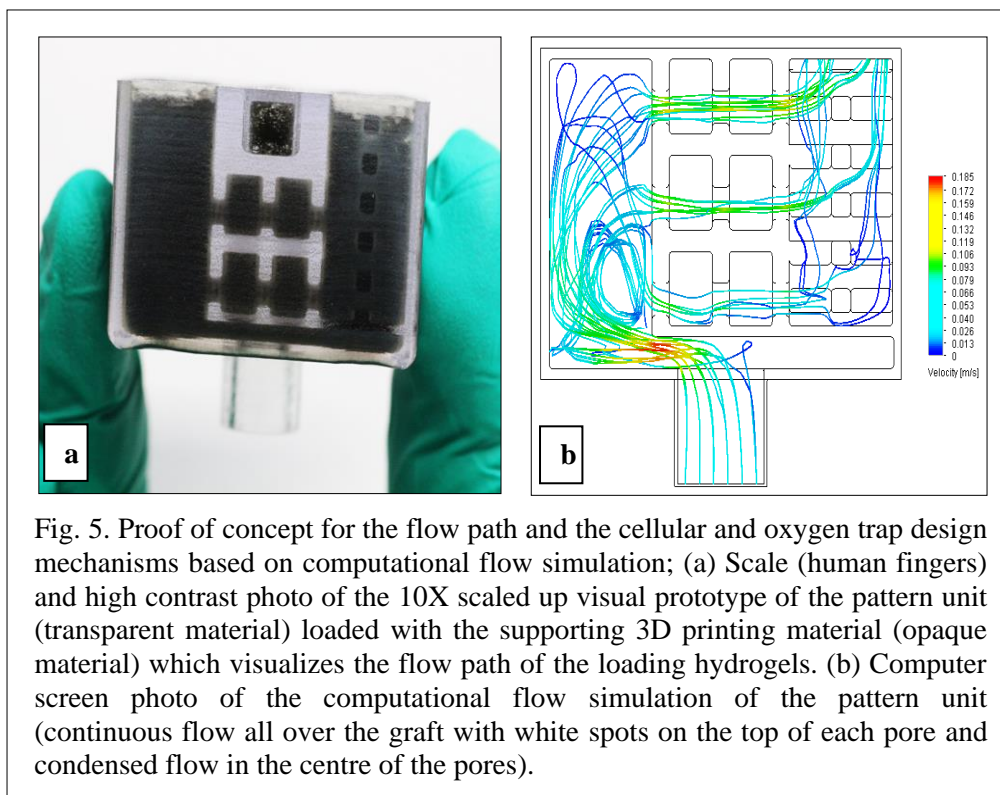 a
b
0.185
0.172
0.159
0.146
0.132
0.119
0.106
0.093
0.079
0.066
0.053
0.040
0.026
0.013
0
Velocity [m/s]
Fig. 5. Proof of concept for the flow path and the cellular and oxygen trap design
mechanisms based on computational flow simulation; (a) Scale (human fingers)
and high contrast photo of the 10X scaled up visual prototype of the pattern unit
(transparent material) loaded with the supporting 3D printing material (opaque
material) which visualizes the flow path of the loading hydrogels. (b) Computer
screen photo of the computational flow simulation of the pattern unit
(continuous flow all over the graft with white spots on the top of each pore and
condensed flow in the centre of the pores).